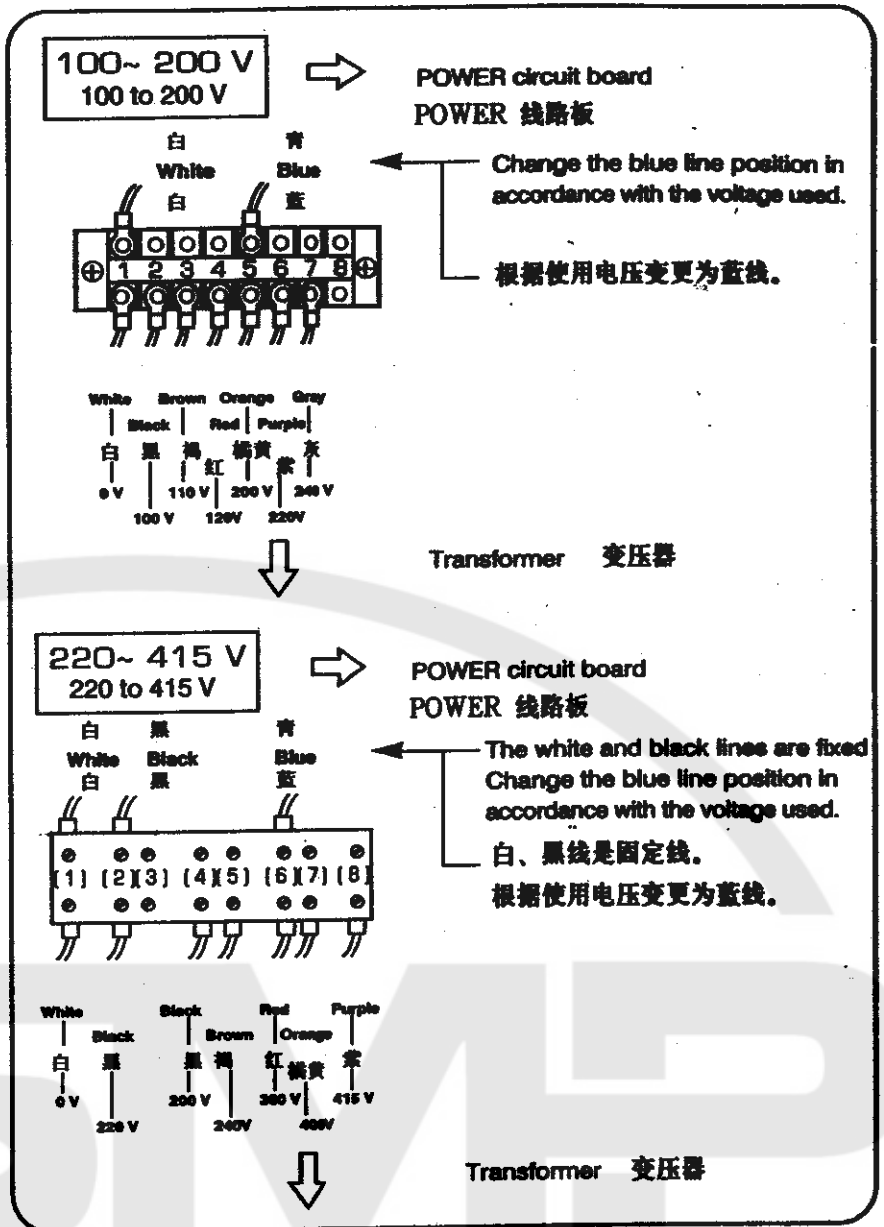 100~ 200 V
100 to 200 V
POWER circuit board
POWER 线路板
白 青
White Blue
白 蓝
Change the blue line position in
accordance with the voltage used.
根据使用电压变更为蓝线。
1 2 3 4 5 6 7 8
White Brown Orange Gray
Black Red Purple
白 黒 褐 橘黄 灰
红 紫
0 V 110 V 200 V 240 V
100 V 120V 220V
Transformer 变压器
220~ 415 V
220 to 415 V
POWER circuit board
POWER 线路板
白 黒 青
White Black Blue
白 黑 蓝
The white and black lines are fixed
Change the blue line position in
accordance with the voltage used.
白、黑线是固定线。
根据使用电压变更为蓝线。
(1) (2)(3) (4)(5) (6)(7) (8)
White Black Red Purple
Black Brown Orange
白 黑 黑 褐 红 橘黄 紫
0 V 200 V 380 V 415 V
220 V 240V 400V
Transformer 变压器
SMP